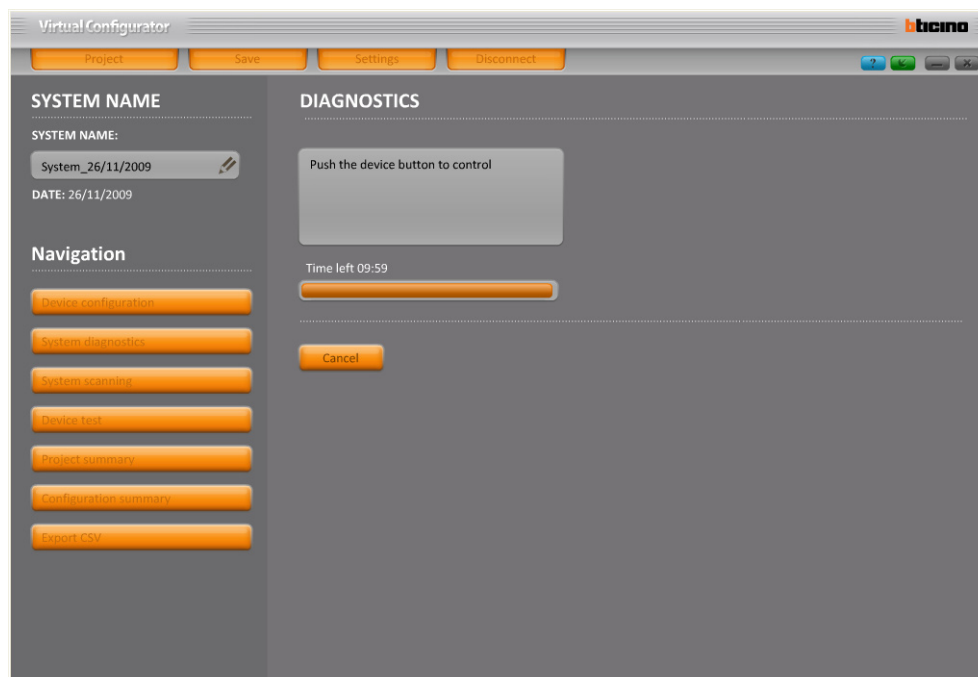 Virtual Configurator
bticino
Project
Save
Settings
Disconnect
?
SYSTEM NAME
SYSTEM NAME:
System_26/11/2009
DATE: 26/11/2009
Navigation
Device configuration
System diagnostics
System scanning
Device test
Project summary
Configuration summary
Export CSV
DIAGNOSTICS
Push the device button to control
Time left 09:59
Cancel